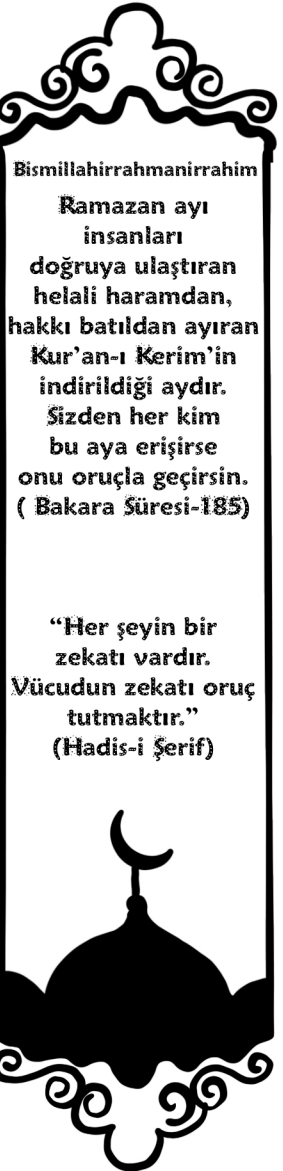 Bismillahirrahmanirrahim
Ramazan ayı
insanları
doğruya ulaştıran
helali haramdan,
hakkı batıldan ayıran
Kur’an-ı Kerim’in
indirildiği aydır.
Sizden her kim
bu aya erişirse
onu oruçla geçirsin.
( Bakara Süresi-185)
“Her şeyin bir
zekatı vardır.
Vücudun zekatı oruç
tutmaktır.”
(Hadis-i Şerif)